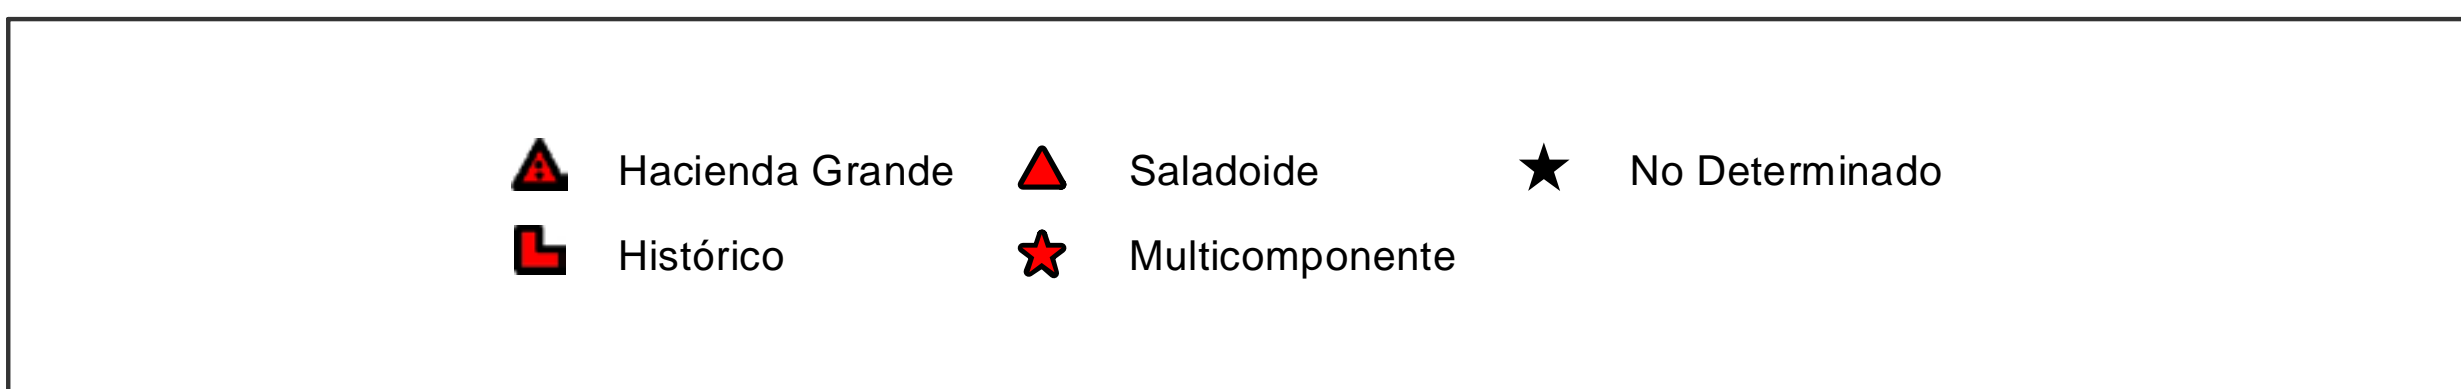 Hacienda Grande Saladoide No Determinado
Histórico Multicomponente